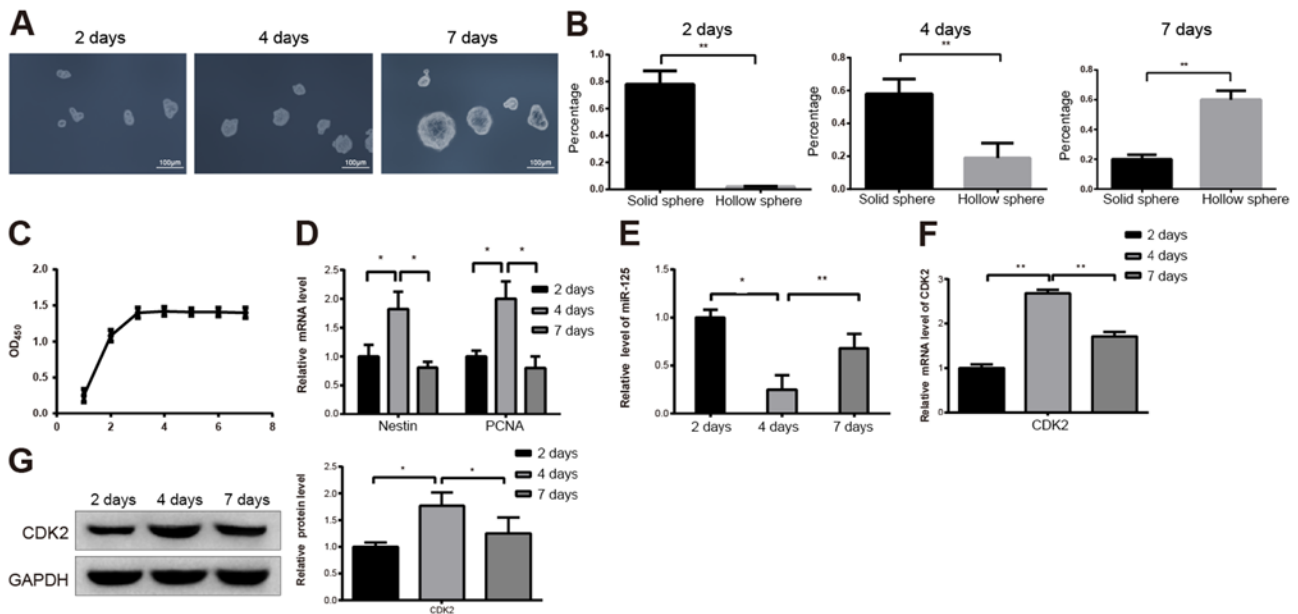 A
2 days
4 days
7 days
100μm
100μm
100μm
B
2 days
4 days
7 days
**
**
**
Percentage
0.0
0.2
0.4
0.6
0.8
1.0
Solid sphere
Hollow sphere
Percentage
0.0
0.2
0.4
0.6
0.8
Solid sphere
Hollow sphere
Percentage
0.0
0.2
0.4
0.6
0.8
Solid sphere
Hollow sphere
C
OD450
2.0
1.5
1.0
0.5
0.0
0
2
4
6
8
D
Relative mRNA level
2.5
2.0
1.5
1.0
0.5
0.0
*
*
*
*
Nestin
PCNA
2 days
4 days
7 days
E
Relative level of miR-125
1.5
1.0
0.5
0.0
*
**
2 days
4 days
7 days
F
2 days
4 days
7 days
Relative mRNA level of CDK2
3
2
1
0
**
**
CDK2
G
2 days
4 days
7 days
CDK2
GAPDH
Relative protein level
2.5
2.0
1.5
1.0
0.5
0.0
*
*
CDK2
2 days
4 days
7 days